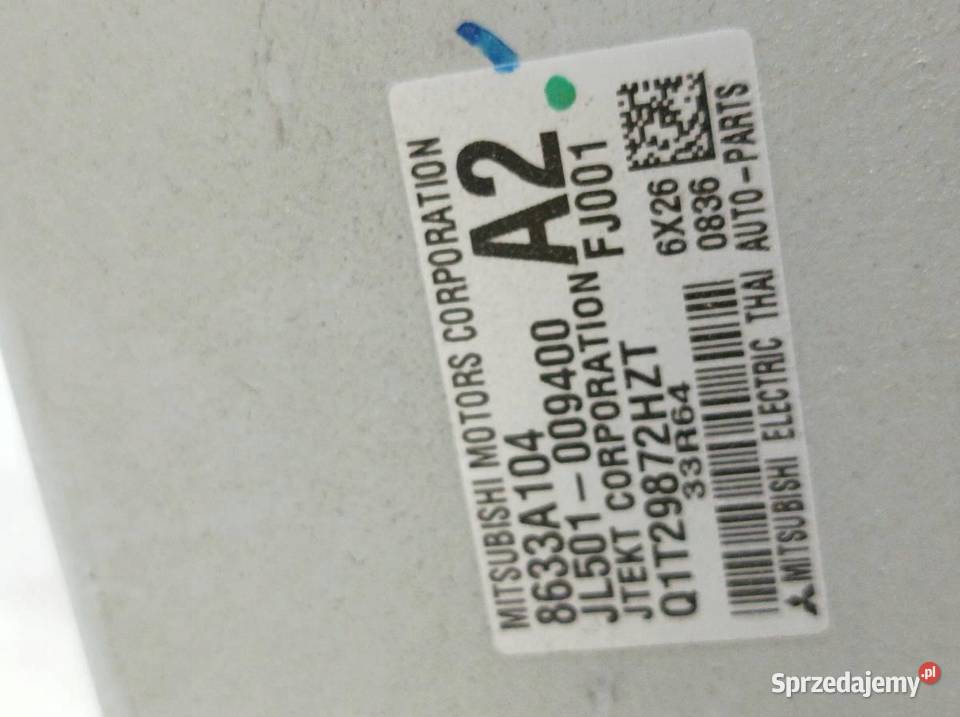 MITSUBISHI MOTORS CORPORATION
8633A104 A2
JL501-009400
JTEKT CORPORATION FJ001
Q1T29872HZT
33R64
6X26
0836
MITSUBISHI ELECTRIC THAI AUTO-PARTS
Sprzedajemy.pl